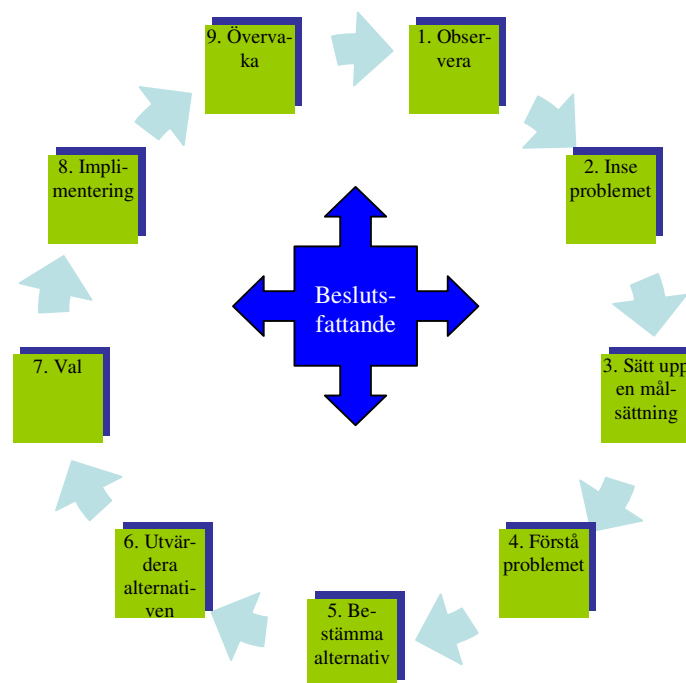 1. Obser-
vera
2. Inse
problemet
3. Sätt upp
en mål-
sättning
4. Förstå
problemet
5. Be-
stämma
alternativ
6. Utvär-
dera
alternati-
ven
7. Val
8. Impli-
mentering
9. Överva-
ka
Besluts-
fattande